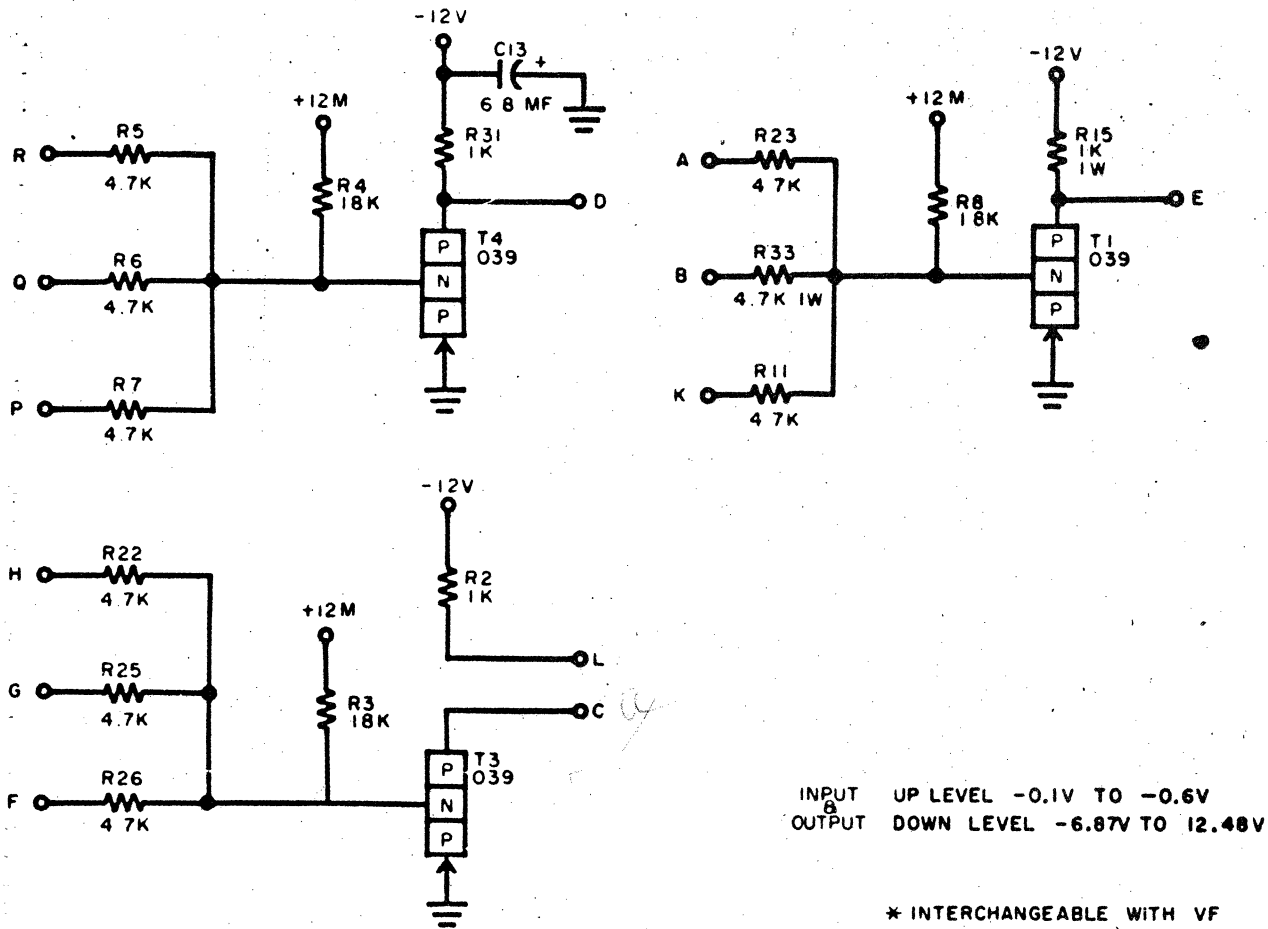 -12V
C13
+
6 8 MF
+12M
R31
1K
R
R5
4.7K
R4
18K
D
T4
039
P
N
P
Q
R6
4.7K
P
R7
4.7K
-12V
+12M
R15
1K
1W
A
R23
4 7K
R8
18K
E
T1
039
P
N
P
B
R33
4.7K 1W
K
R11
4 7K
-12V
R2
1K
H
R22
4.7K
+12M
L
G
R25
4.7K
R3
18K
C
T3
039
P
N
P
F
R26
4 7K
INPUT UP LEVEL -0.1V TO -0.6V
&
OUTPUT DOWN LEVEL -6.87V TO 12.48V
* INTERCHANGEABLE WITH VF